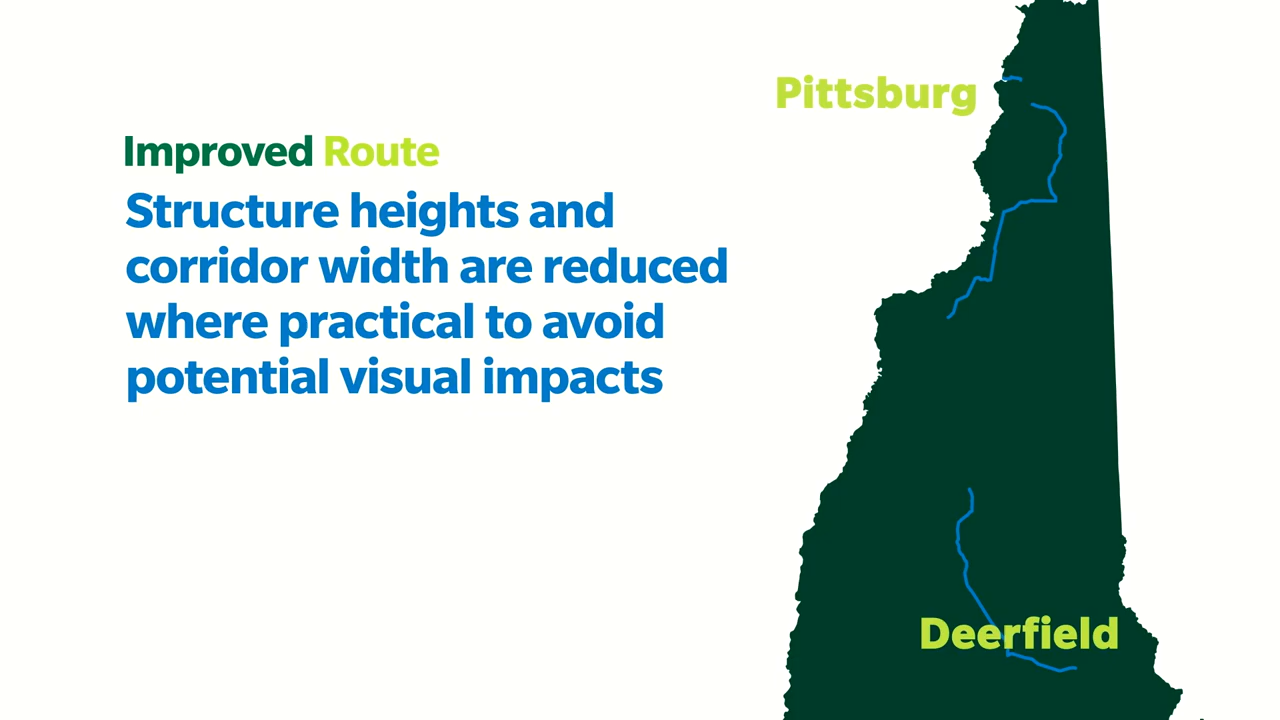 Pittsburg
Improved Route
Structure heights and
corridor width are reduced
where practical to avoid
potential visual impacts
Deerfield